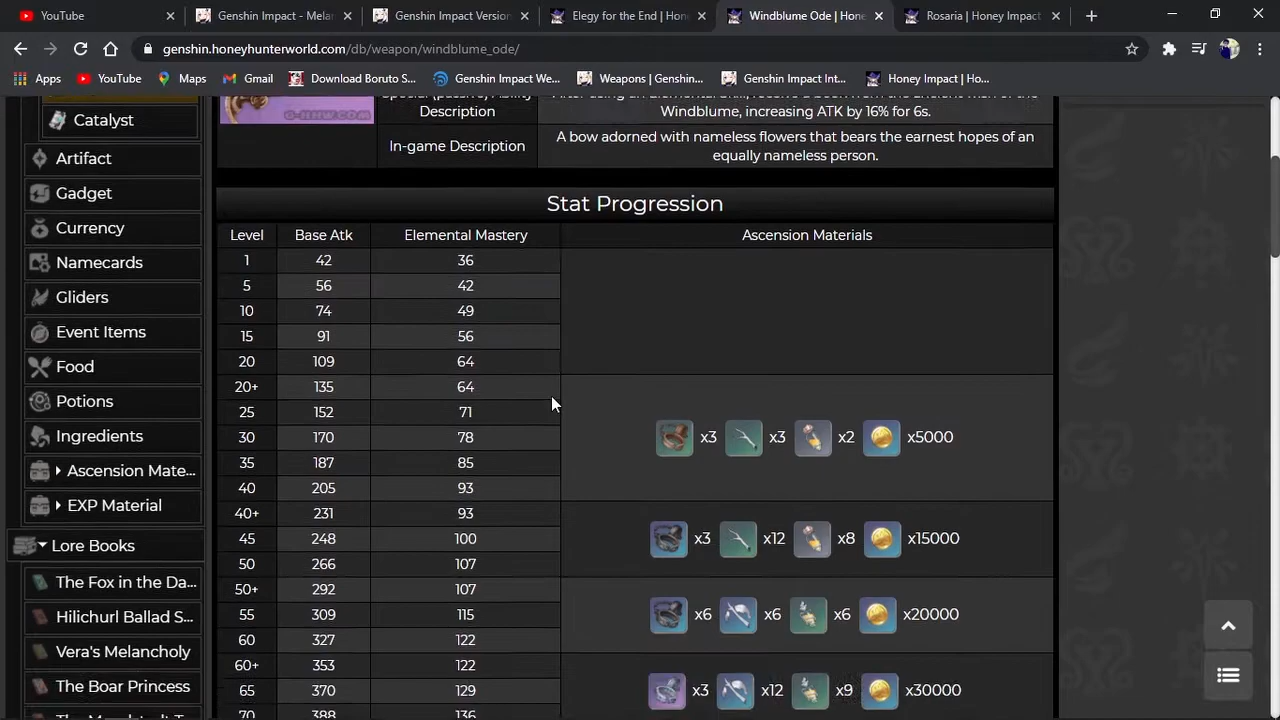 YouTube
Genshin Impact - Mela
Genshin Impact Version
Elegy for the End | Hon
Windblume Ode | Hone
Rosaria | Honey Impact
genshin.honeyhunterworld.com/db/weapon/windblume_ode/
Apps
YouTube
Maps
Gmail
Download Boruto S...
Genshin Impact We...
Weapons | Genshin...
Genshin Impact Int...
Honey Impact | Ho...
Catalyst
Artifact
Gadget
Currency
Namecards
Gliders
Event Items
Food
Potions
Ingredients
Ascension Mate...
EXP Material
Lore Books
The Fox in the Da...
Hilichurl Ballad S...
Vera's Melancholy
The Boar Princess
G-HHW.COM
Description
Windblume, increasing ATK by 16% for 6s.
In-game Description
A bow adorned with nameless flowers that bears the earnest hopes of an
equally nameless person.
Stat Progression
Level Base Atk Elemental Mastery Ascension Materials
1 42 36
5 56 42
10 74 49
15 91 56
20 109 64
20+ 135 64
25 152 71
30 170 78
x3 x3 x2 x5000
35 187 85
40 205 93
40+ 231 93
45 248 100
x3 x12 x8 x15000
50 266 107
50+ 292 107
55 309 115
x6 x6 x6 x20000
60 327 122
60+ 353 122
65 370 129
x3 x12 x9 x30000
70 388 136